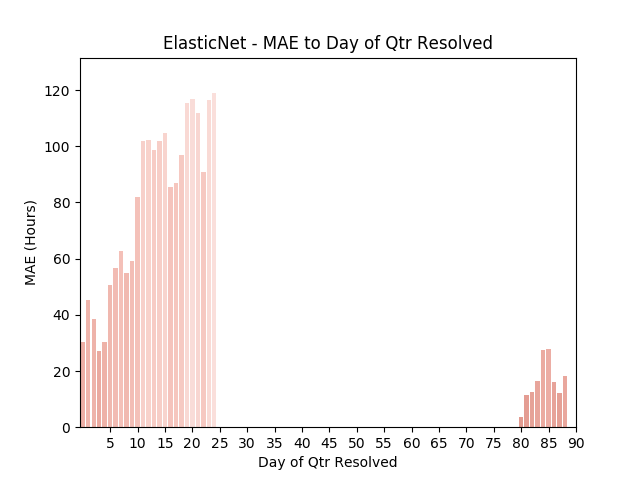 ElasticNet - MAE to Day of Qtr Resolved
MAE (Hours)
120
100
80
60
40
20
0
5 10 15 20 25 30 35 40 45 50 55 60 65 70 75 80 85 90
Day of Qtr Resolved